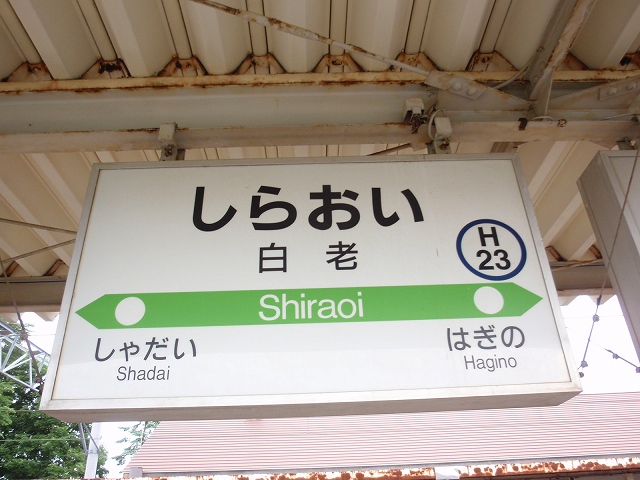 しらおい
白老
H
23
Shiraoi
しゃだい
Shadai
はぎの
Hagino